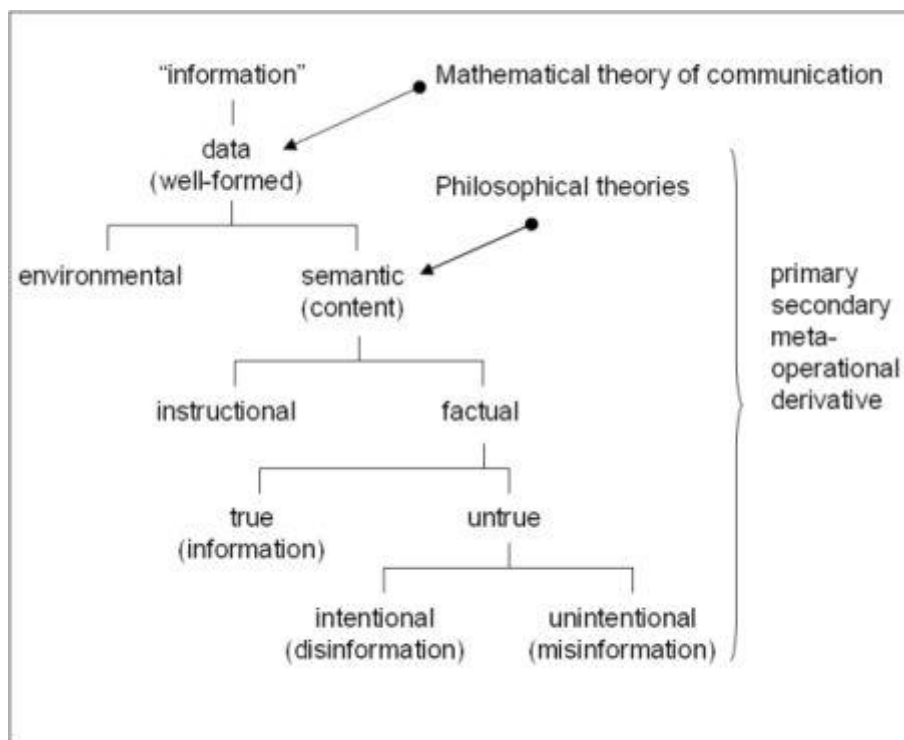 “information”
Mathematical theory of communication
data
(well-formed)
Philosophical theories
environmental
semantic
(content)
primary
secondary
meta-
operational
derivative
instructional
factual
true
(information)
untrue
intentional
(disinformation)
unintentional
(misinformation)